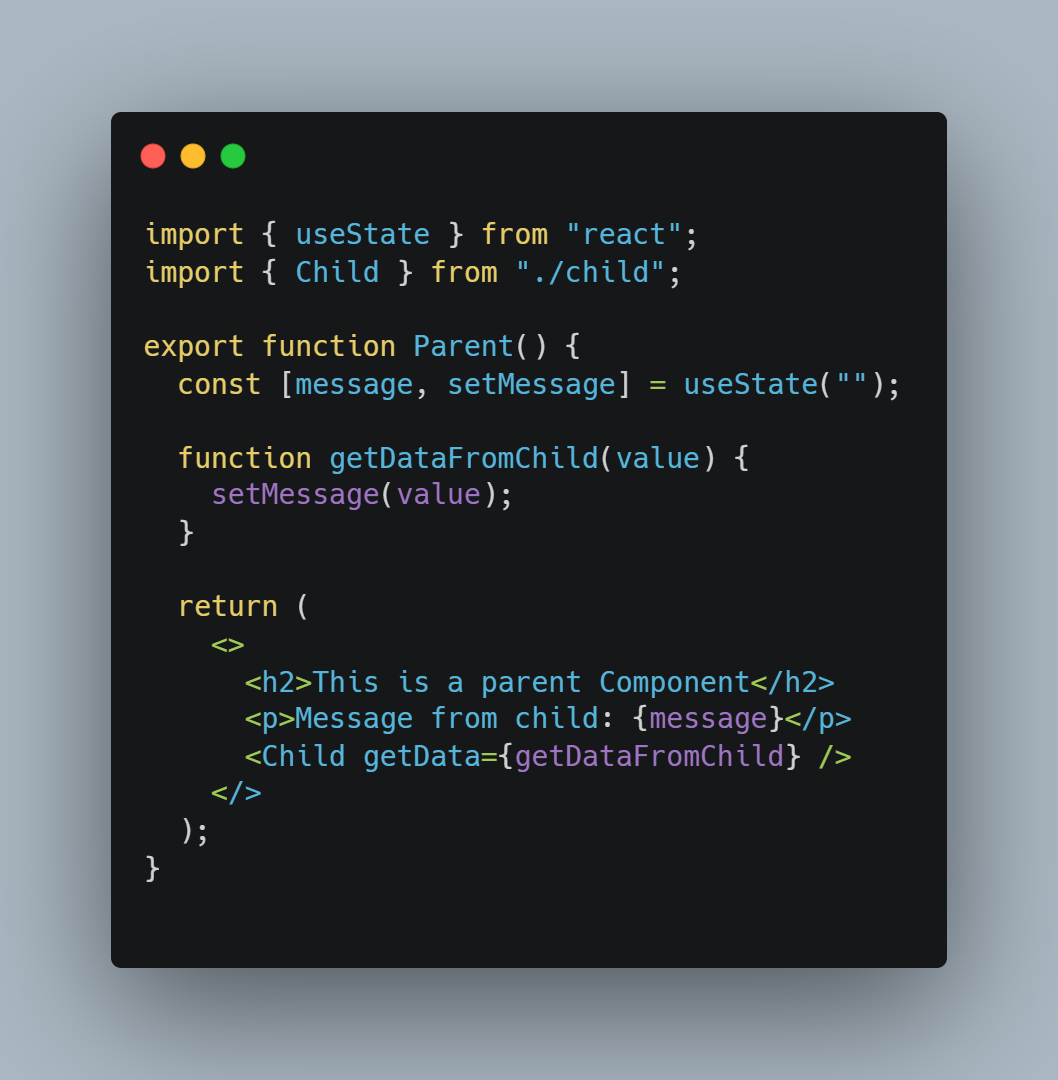 import { useState } from "react";
import { Child } from "./child";

export function Parent() {
  const [message, setMessage] = useState("");

  function getDataFromChild(value) {
    setMessage(value);
  }

  return (
    <>
      <h2>This is a parent Component</h2>
      <p>Message from child: {message}</p>
      <Child getData={getDataFromChild} />
    </>
  );
}